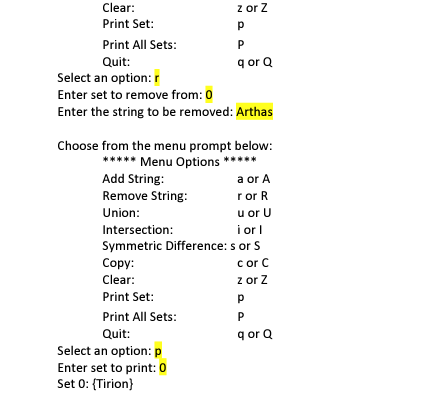 Clear: z or Z
Print Set: p
Print All Sets: P
Quit: q or Q
Select an option: r
Enter set to remove from: 0
Enter the string to be removed: Arthas
Choose from the menu prompt below:
***** Menu Options *****
Add String: a or A
Remove String: r or R
Union: u or U
Intersection: i or I
Symmetric Difference: s or S
Copy: c or C
Clear: z or Z
Print Set: p
Print All Sets: P
Quit: q or Q
Select an option: p
Enter set to print: 0
Set 0: {Tirion}